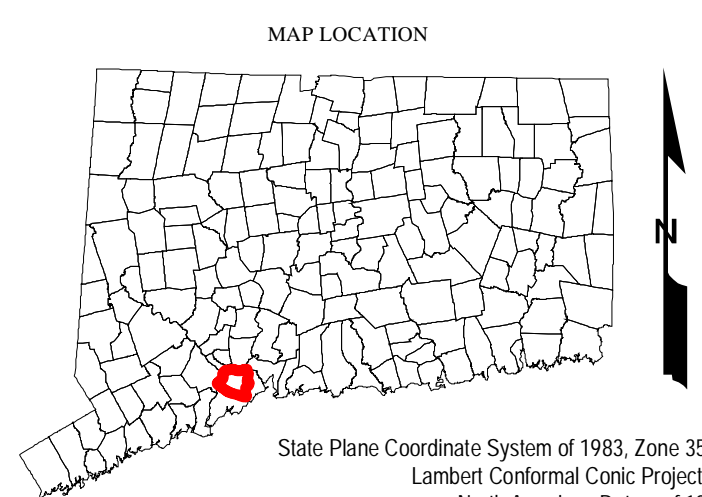 MAP LOCATION
N
State Plane Coordinate System of 1983, Zone 35
Lambert Conformal Conic Project